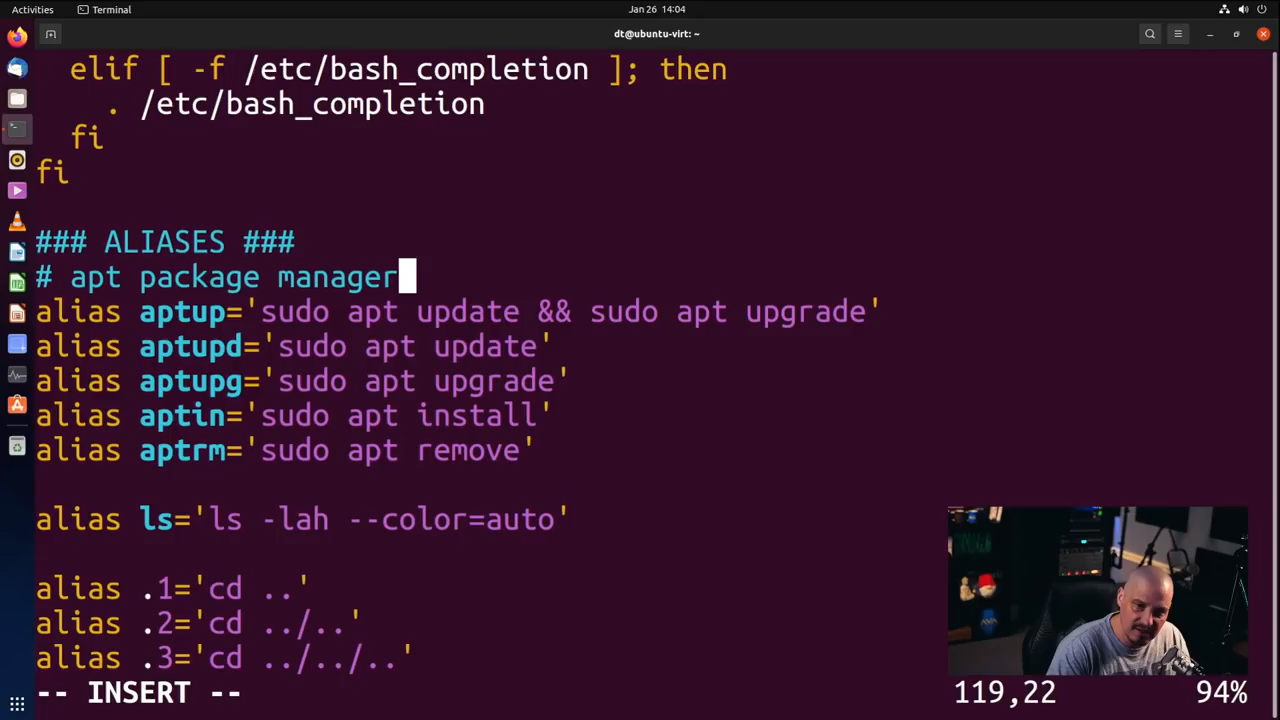 Activities
Terminal
Jan 26 14:04
dt@ubuntu-virt: ~
elif [ -f /etc/bash_completion ]; then
. /etc/bash_completion
fi
fi
### ALIASES ###
# apt package manager
alias aptup='sudo apt update && sudo apt upgrade'
alias aptupd='sudo apt update'
alias aptupg='sudo apt upgrade'
alias aptin='sudo apt install'
alias aptrm='sudo apt remove'
alias ls='ls -lah --color=auto'
alias .1='cd ..'
alias .2='cd ../..'
alias .3='cd ../../..'
-- INSERT --
119,22
94%